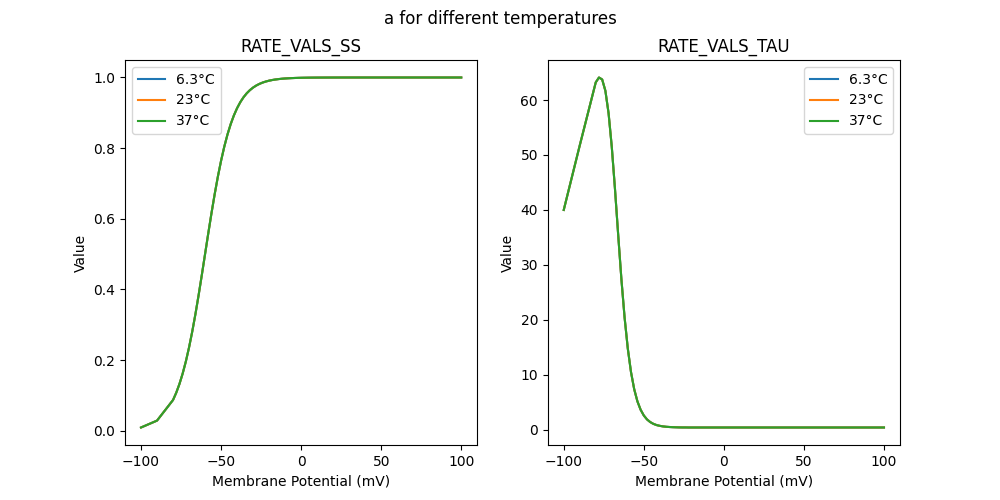 a for different temperatures
RATE_VALS_SS
RATE_VALS_TAU
6.3°C
23°C
37°C
6.3°C
23°C
37°C
1.0
0.8
0.6
0.4
0.2
0.0
Value
−100
−50
0
50
100
Membrane Potential (mV)
60
50
40
30
20
10
0
Value
−100
−50
0
50
100
Membrane Potential (mV)